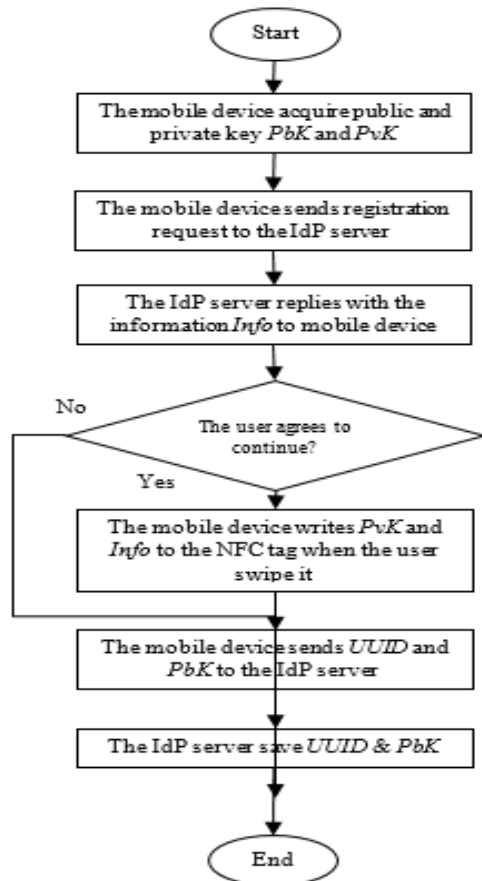 Start
The mobile device acquire public and
private key PbK and PvK
The mobile device sends registration
request to the IdP server
The IdP server replies with the
information Info to mobile device
No
The user agrees to
continue?
Yes
The mobile device writes PvK and
Info to the NFC tag when the user
swipe it
The mobile device sends UUID and
PbK to the IdP server
The IdP server save UUID & PbK
End